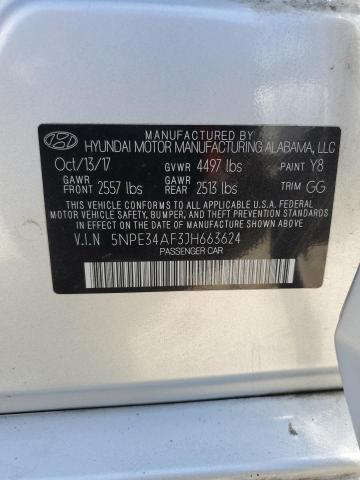 HYUNDAI MOTOR MANUFACTURING ALABAMA, LLC
Oct/13/17 GVWR 4497 lbs PAINT Y8
GAWR FRONT 2557 lbs GAWR REAR 2513 lbs TRIM GG
THIS VEHICLE CONFORMS TO ALL APPLICABLE U.S.A. FEDERAL
MOTOR VEHICLE SAFETY, BUMPER, AND THEFT PREVENTION STANDARDS
IN EFFECT ON THE DATE OF MANUFACTURE SHOWN ABOVE.
V.I.N 5NPE34AF3JH663624
PASSENGER CAR